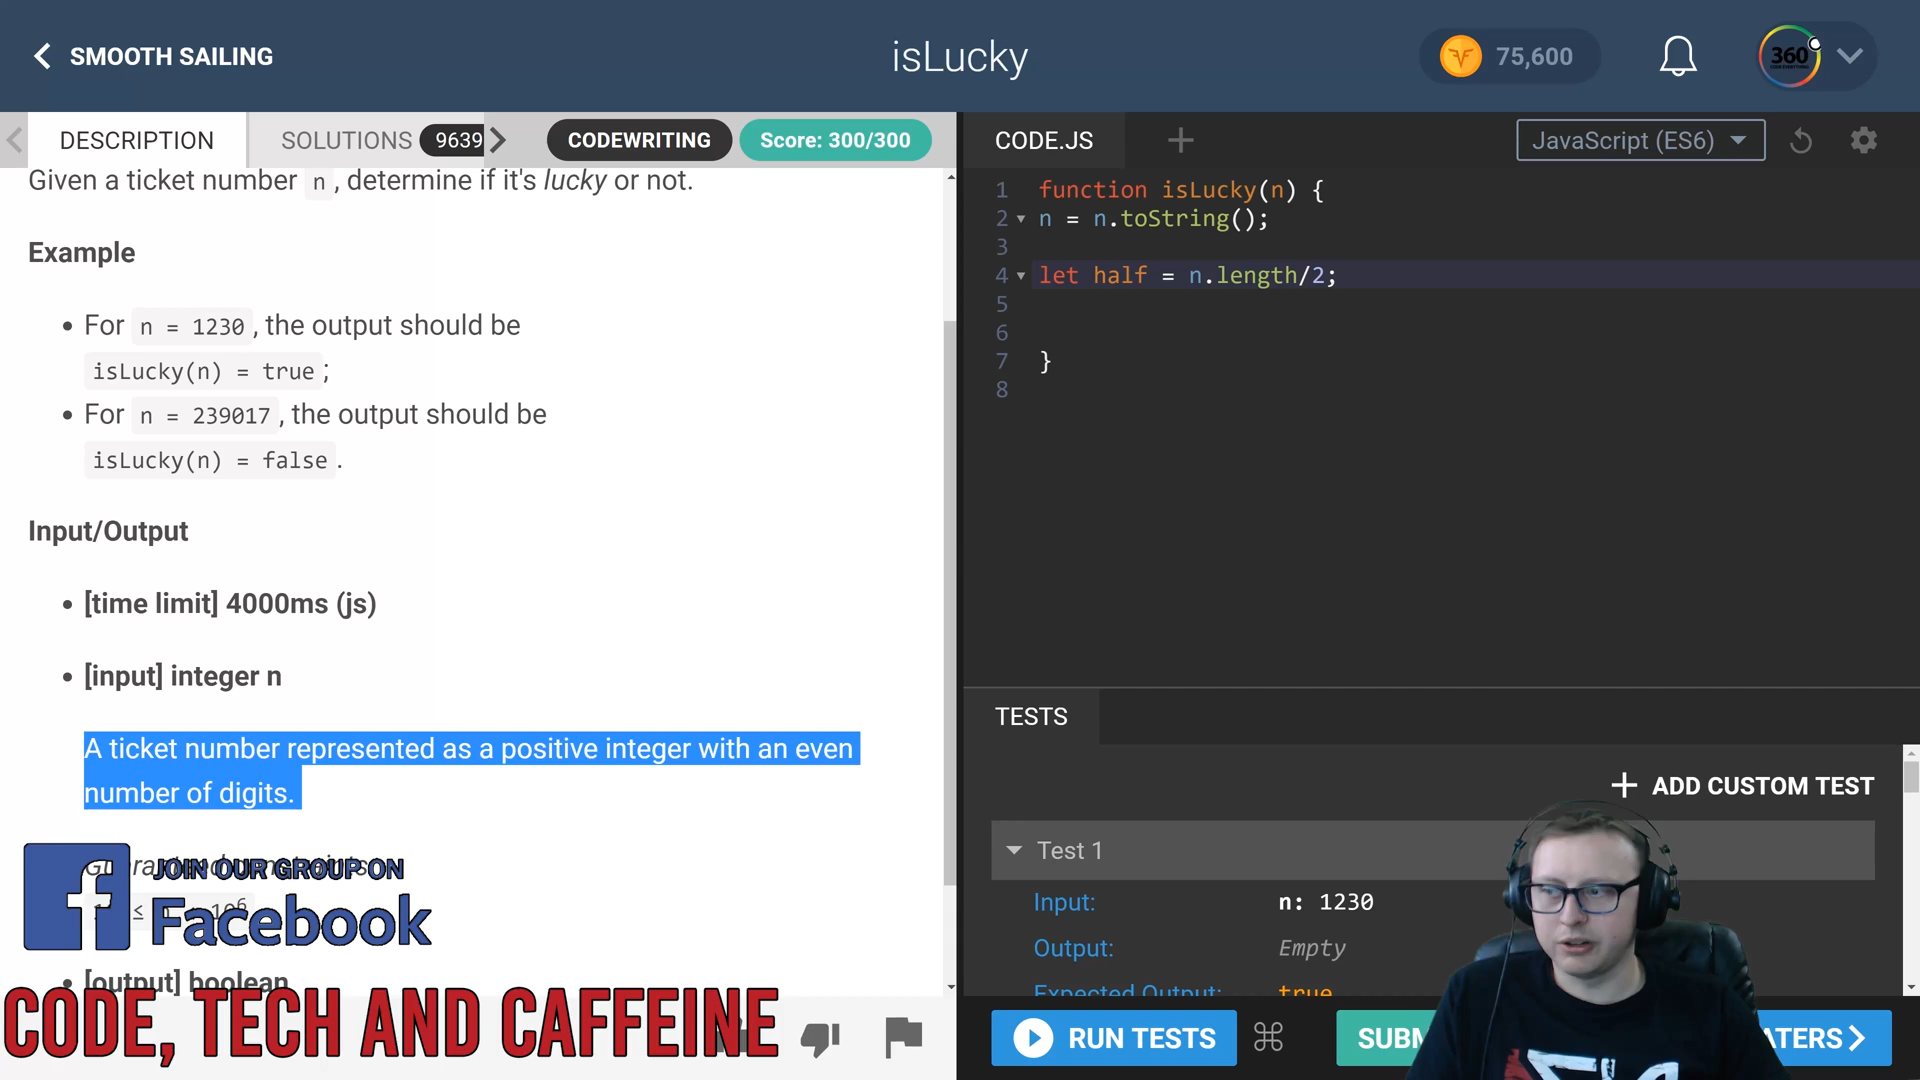 SMOOTH SAILING
isLucky
75,600
360
DESCRIPTION
SOLUTIONS 9639
CODEWRITING
Score: 300/300
CODE.JS
JavaScript (ES6)
Given a ticket number n, determine if it's lucky or not.
Example
For n = 1230, the output should be
isLucky(n) = true;
For n = 239017, the output should be
isLucky(n) = false.
Input/Output
[time limit] 4000ms (js)
[input] integer n
A ticket number represented as a positive integer with an even
number of digits.
JOIN OUR GROUP ON
Facebook
[output] boolean
CODE, TECH AND CAFFEINE
1 function isLucky(n) {
2 n = n.toString();
3
4 let half = n.length/2;
5
6
7 }
8
TESTS
ADD CUSTOM TEST
Test 1
Input: n: 1230
Output: Empty
Expected Output: true
RUN TESTS